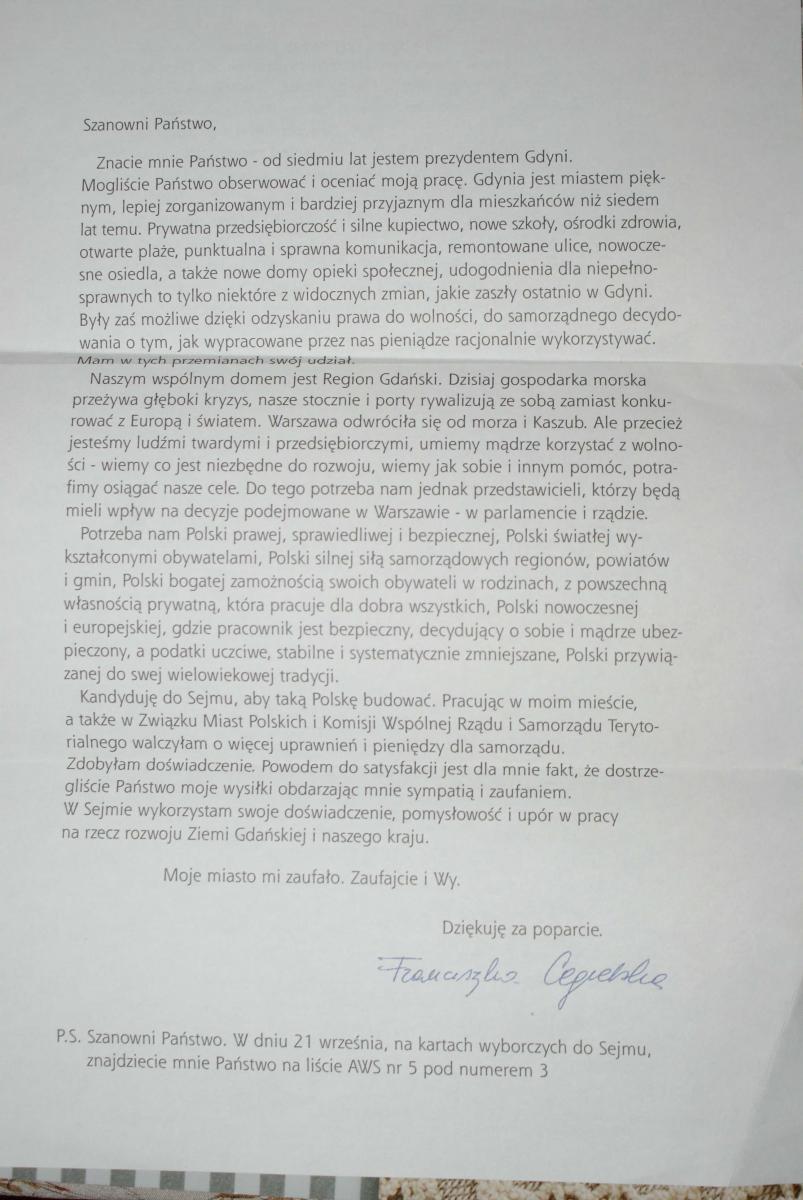 Szanowni Państwo,
Znacie mnie Państwo - od siedmiu lat jestem prezydentem Gdyni.
Mogliście Państwo obserwować i oceniać moją pracę. Gdynia jest miastem pięk-
nym, lepiej zorganizowanym i bardziej przyjaznym dla mieszkańców niż siedem
lat temu. Prywatna przedsiębiorczość i silne kupiectwo, nowe szkoły, ośrodki zdrowia,
otwarte plaże, punktualna i sprawna komunikacja, remontowane ulice, nowocze-
sne osiedla, a także nowe domy opieki społecznej, udogodnienia dla niepełno-
sprawnych to tylko niektóre z widocznych zmian, jakie zaszły ostatnio w Gdyni.
Były zaś możliwe dzięki odzyskaniu prawa do wolności, do samorządnego decydo-
wania o tym, jak wypracowane przez nas pieniądze racjonalnie wykorzystywać.
Mam w tych przemianach swój udział.
Naszym wspólnym domem jest Region Gdański. Dzisiaj gospodarka morska
przeżywa głęboki kryzys, nasze stocznie i porty rywalizują ze sobą zamiast konku-
rować z Europą i światem. Warszawa odwróciła się od morza i Kaszub. Ale przecież
jesteśmy ludźmi twardymi i przedsiębiorczymi, umiemy mądrze korzystać z wolno-
ści - wiemy co jest niezbędne do rozwoju, wiemy jak sobie i innym pomóc, potra-
fimy osiągać nasze cele. Do tego potrzeba nam jednak przedstawicieli, którzy będą
mieli wpływ na decyzje podejmowane w Warszawie - w parlamencie i rządzie.
Potrzeba nam Polski prawej, sprawiedliwej i bezpiecznej, Polski światłej wy-
kształconymi obywatelami, Polski silnej siłą samorządowych regionów, powiatów
i gmin, Polski bogatej zamożnością swoich obywateli w rodzinach, z powszechną
własnością prywatną, która pracuje dla dobra wszystkich, Polski nowoczesnej
i europejskiej, gdzie pracownik jest bezpieczny, decydujący o sobie i mądrze ubez-
pieczony, a podatki uczciwe, stabilne i systematycznie zmniejszane, Polski przywią-
zanej do swej wielowiekowej tradycji.
Kandyduję do Sejmu, aby taką Polskę budować. Pracując w moim mieście,
a także w Związku Miast Polskich i Komisji Wspólnej Rządu i Samorządu Teryto-
rialnego walczyłam o więcej uprawnień i pieniędzy dla samorządu.
Zdobyłam doświadczenie. Powodem do satysfakcji jest dla mnie fakt, że dostrze-
gliście Państwo moje wysiłki obdarzając mnie sympatią i zaufaniem.
W Sejmie wykorzystam swoje doświadczenie, pomysłowość i upór w pracy
na rzecz rozwoju Ziemi Gdańskiej i naszego kraju.
Moje miasto mi zaufało. Zaufajcie i Wy.
Dziękuję za poparcie.
Franciszka Cegielska
P.S. Szanowni Państwo. W dniu 21 września, na kartach wyborczych do Sejmu,
znajdziecie mnie Państwo na liście AWS nr 5 pod numerem 3